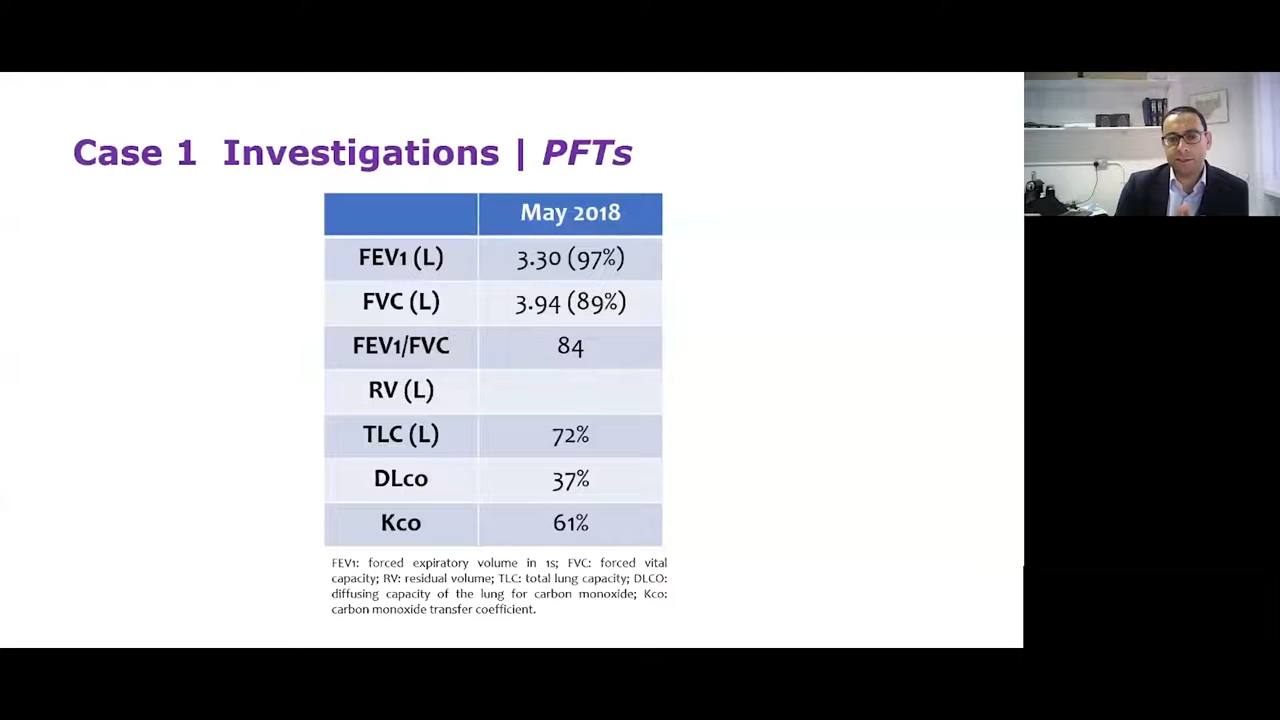 Case 1 Investigations | PFTs
May 2018
FEV1 (L) 3.30 (97%)
FVC (L) 3.94 (89%)
FEV1/FVC 84
RV (L)
TLC (L) 72%
DLco 37%
Kco 61%
FEV1: forced expiratory volume in 1s; FVC: forced vital
capacity; RV: residual volume; TLC: total lung capacity; DLCO:
diffusing capacity of the lung for carbon monoxide; Kco:
carbon monoxide transfer coefficient.